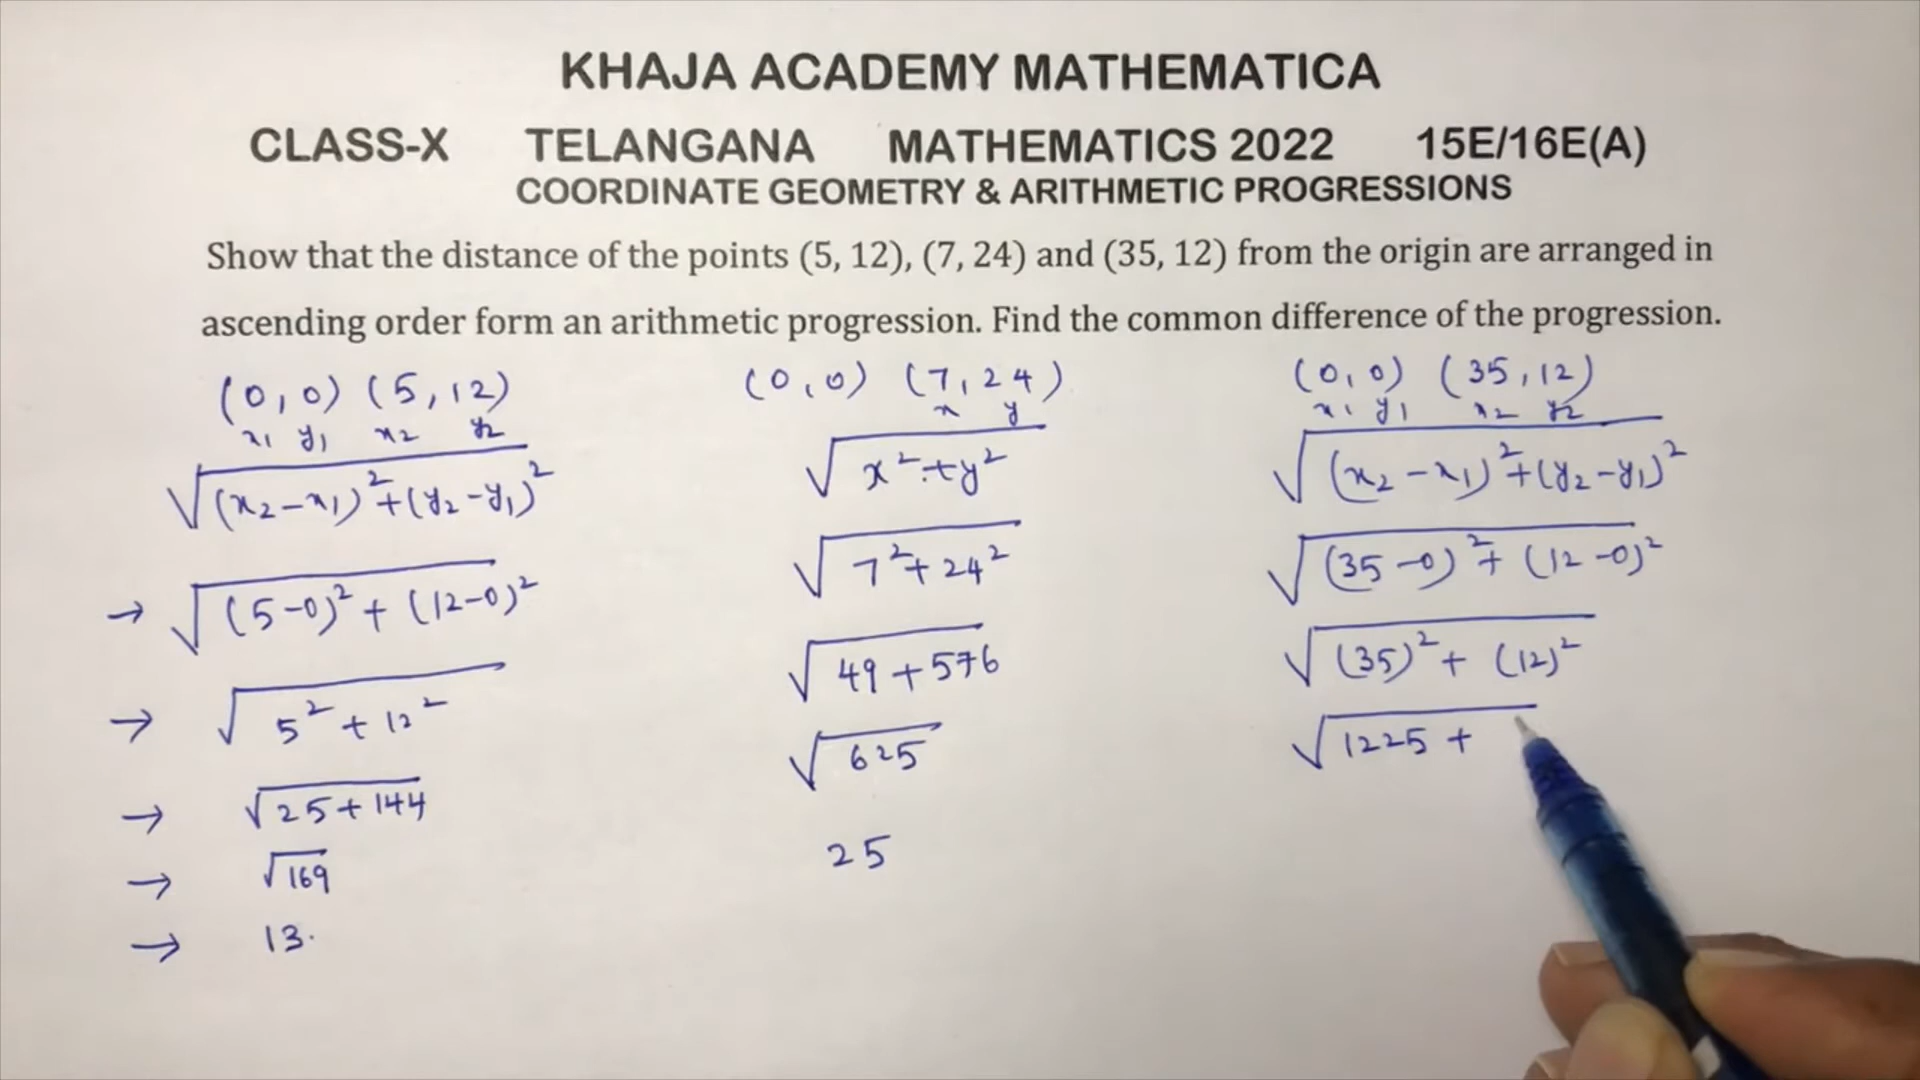 KHAJA ACADEMY MATHEMATICA
CLASS-X TELANGANA MATHEMATICS 2022 15E/16E(A)
COORDINATE GEOMETRY & ARITHMETIC PROGRESSIONS
Show that the distance of the points (5, 12), (7, 24) and (35, 12) from the origin are arranged in
ascending order form an arithmetic progression. Find the common difference of the progression.
(0,0) (5,12)
x1 y1 x2 y2
√(x2-x1)²+(y2-y1)²
→ √(5-0)²+(12-0)²
→ √5²+12²
→ √25+144
→ √169
→ 13.
(0,0) (7,24)
x y
√x²+y²
√7²+24²
√49+576
√625
25
(0,0) (35,12)
x1 y1 x2 y2
√(x2-x1)²+(y2-y1)²
√(35-0)²+(12-0)²
√(35)²+(12)²
√1225+